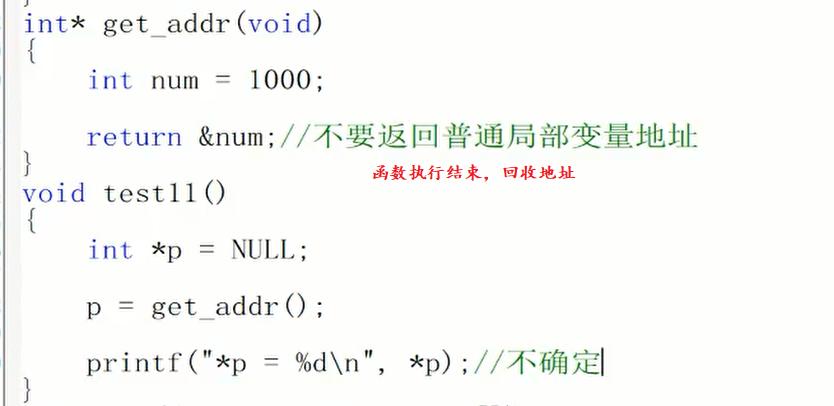 int* get_addr(void)
{
    int num = 1000;
    return &num;//不要返回普通局部变量地址
函数执行结束，回收地址
}
void test11()
{
    int *p = NULL;
    p = get_addr();
    printf("*p = %d\n", *p);//不确定
}